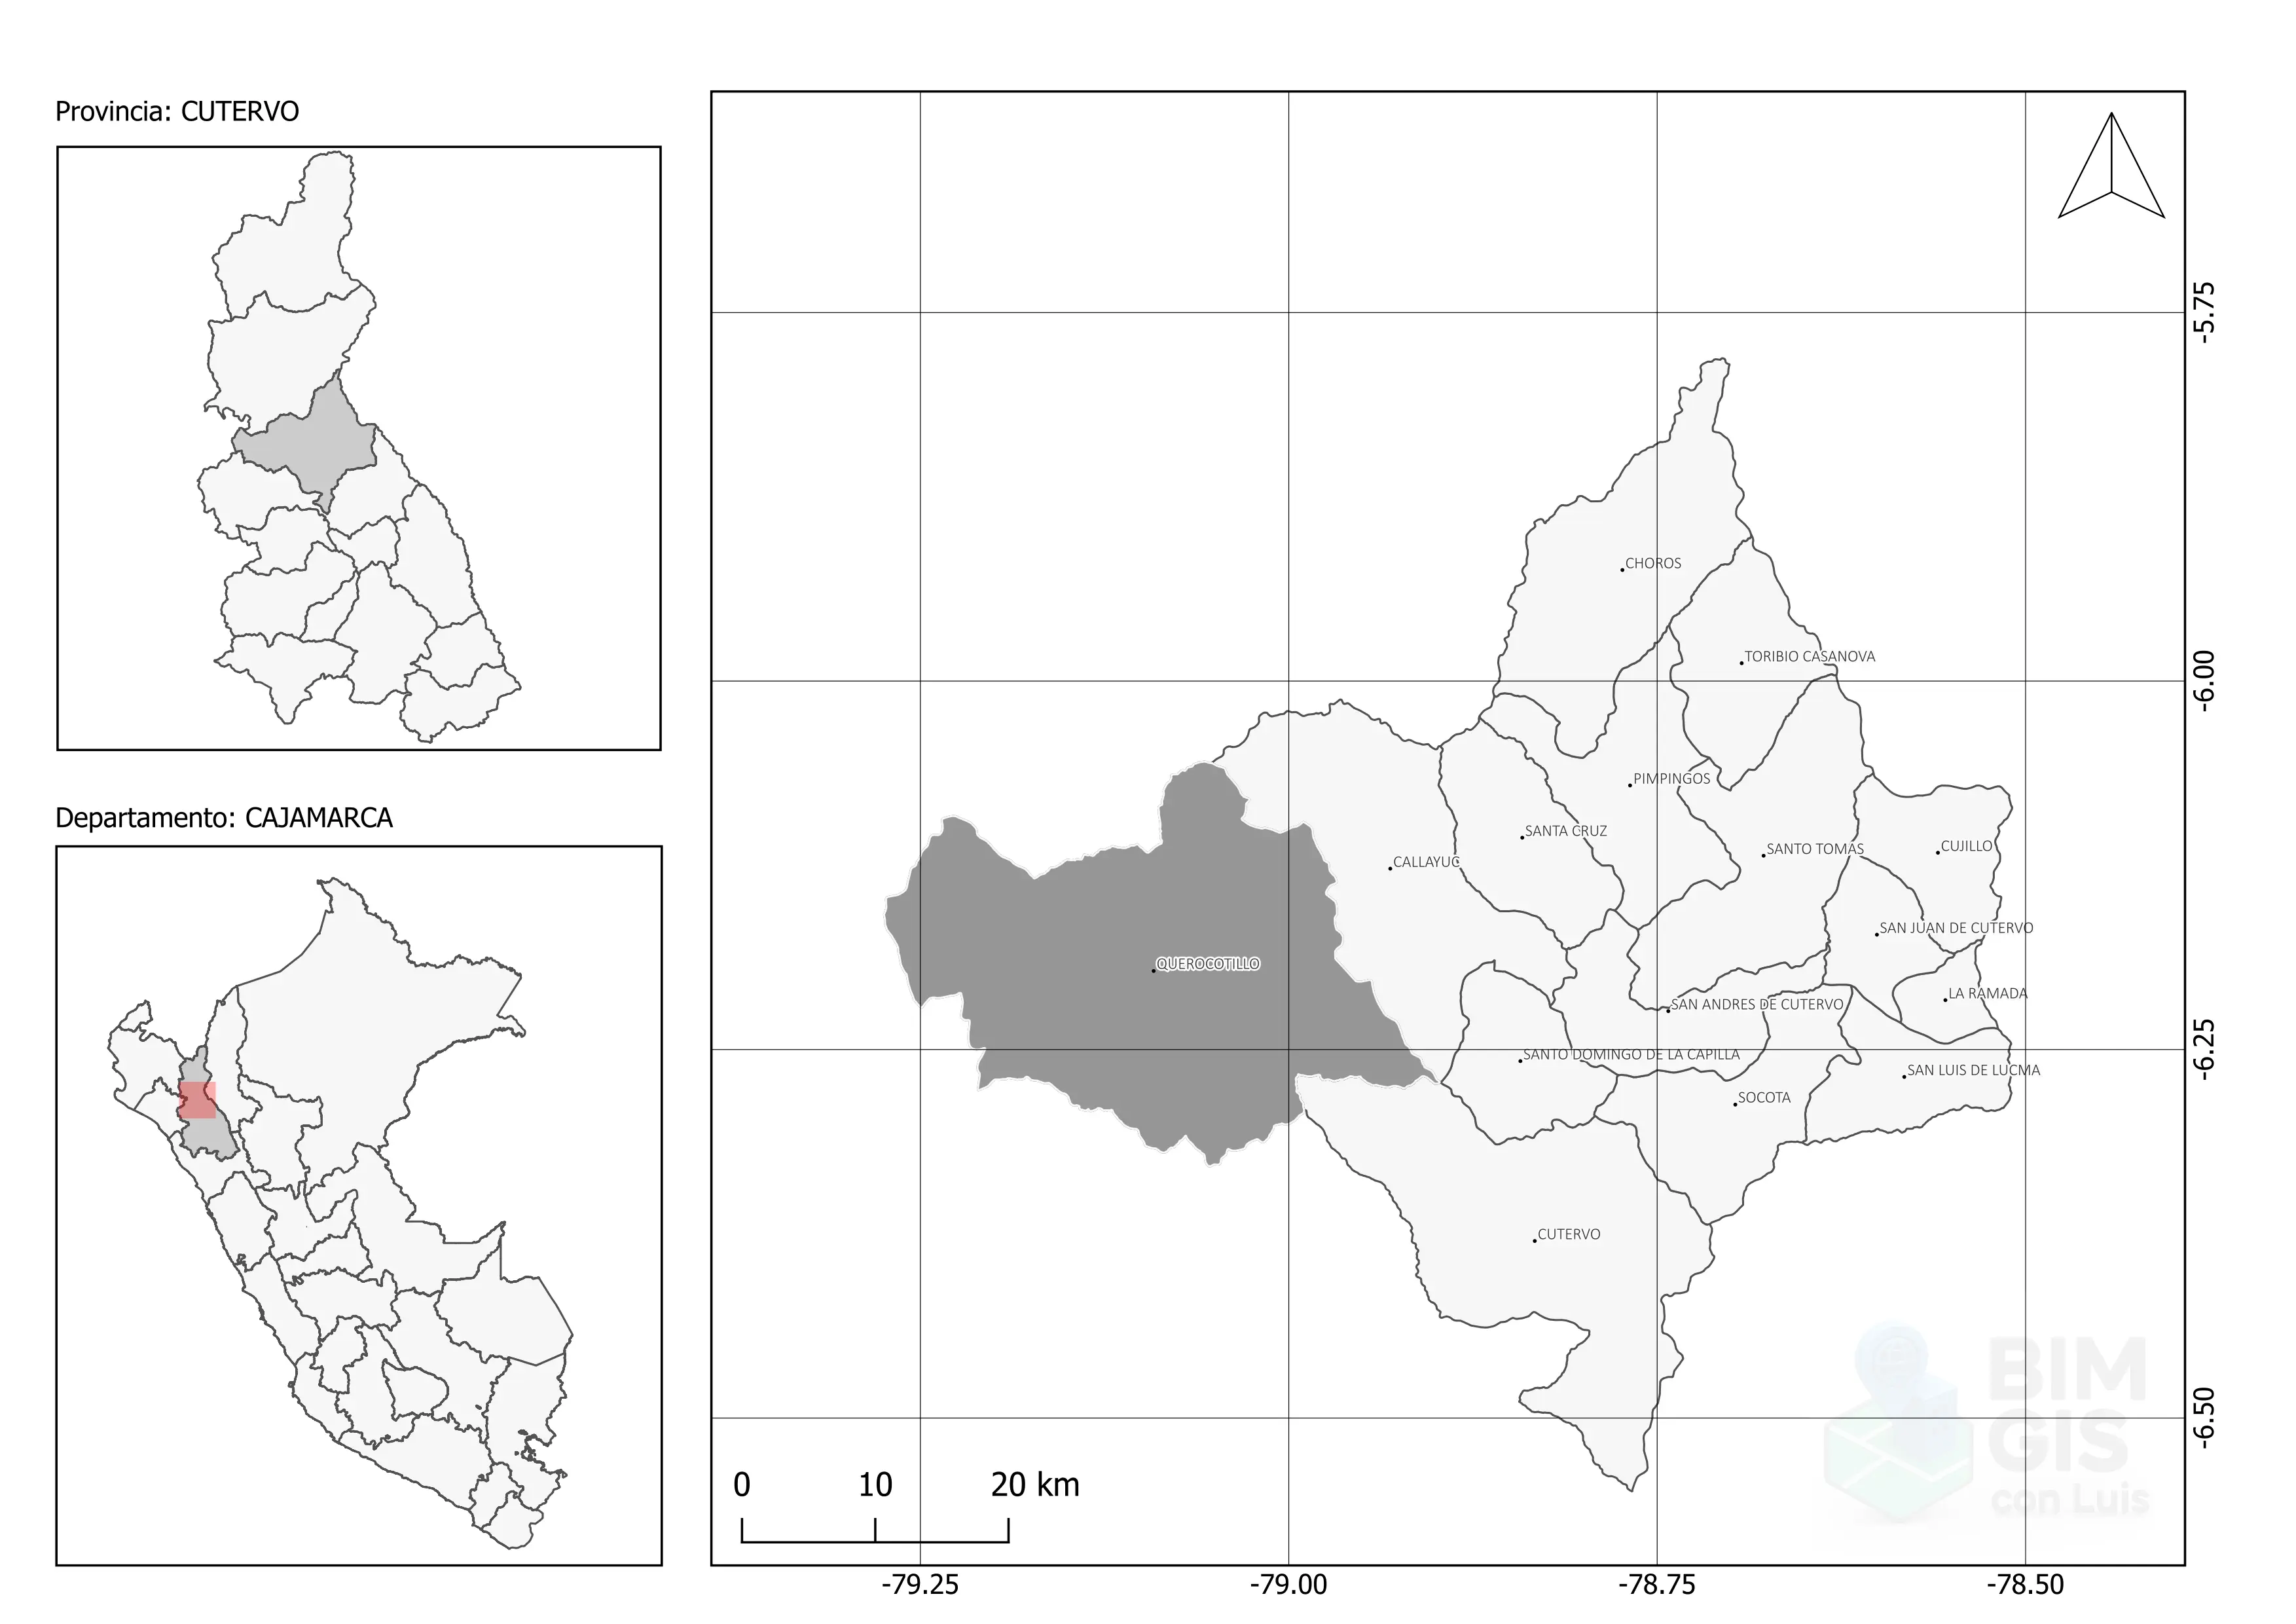 Provincia: CUTERVO
Departamento: CAJAMARCA
CHOROS
TORIBIO CASANOVA
PIMPINGOS
SANTA CRUZ
SANTO TOMAS
CUJILLO
CALLAYUC
SAN JUAN DE CUTERVO
QUEROCOTILLO
LA RAMADA
SAN ANDRES DE CUTERVO
SANTO DOMINGO DE LA CAPILLA
SAN LUIS DE LUCMA
SOCOTA
CUTERVO
-5.75
-6.00
-6.25
-6.50
BIM
GIS
con Luis
0 10 20 km
-79.25 -79.00 -78.75 -78.50